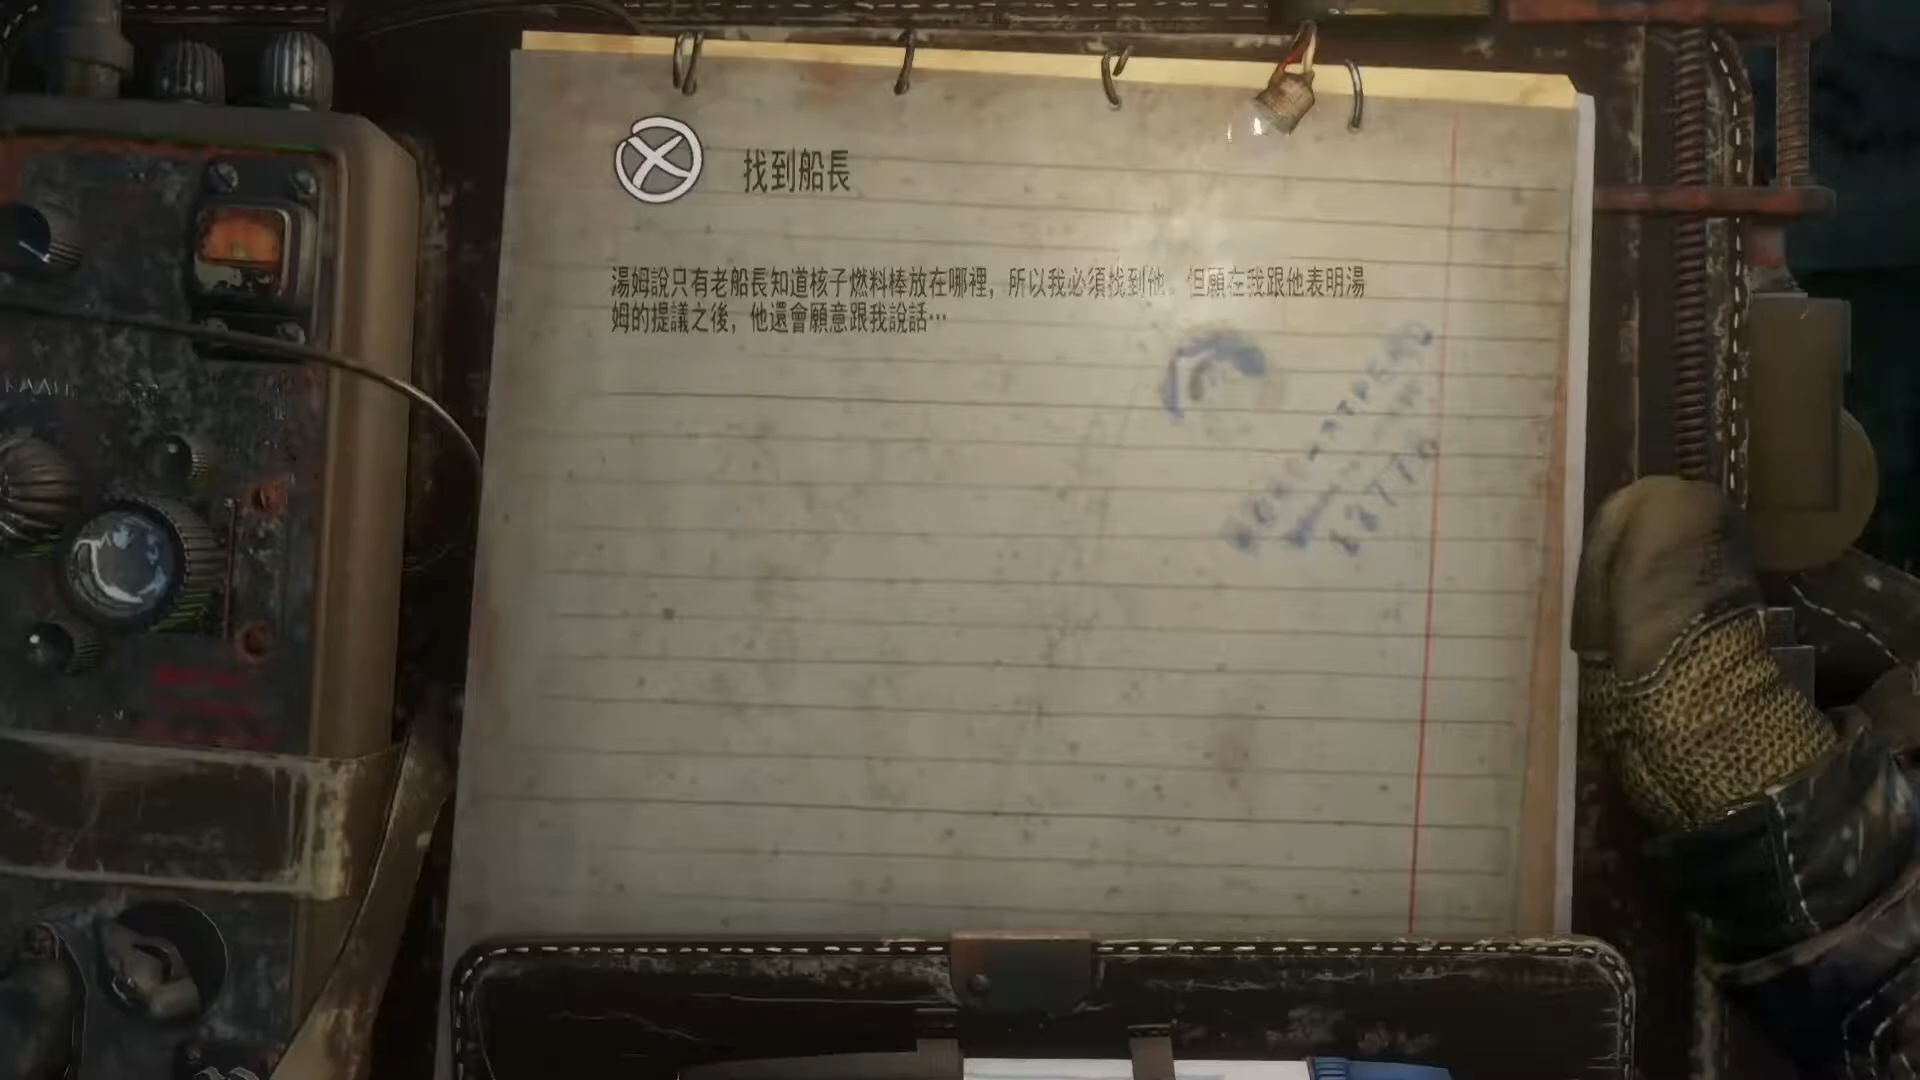 找到船長
湯姆說只有老船長知道核子燃料棒放在哪裡，所以我必須找到他。但願在我跟他表明湯
姆的提議之後，他還會願意跟我說話…